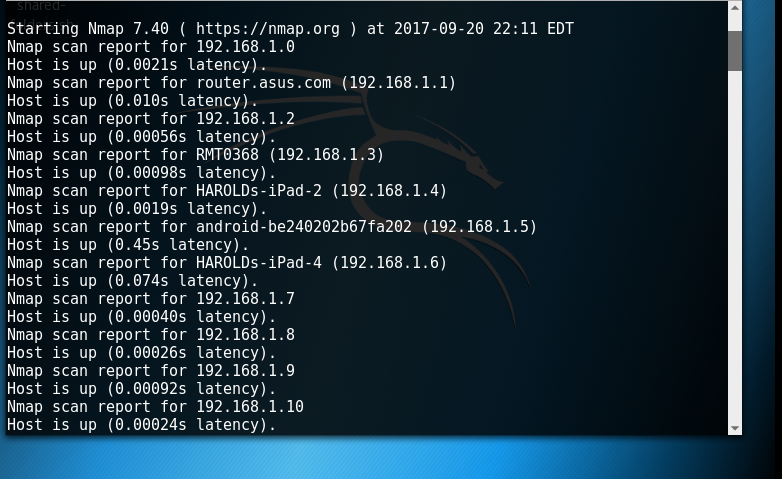 shared-
Starting Nmap 7.40 ( https://nmap.org ) at 2017-09-20 22:11 EDT
Nmap scan report for 192.168.1.0
Host is up (0.0021s latency).
Nmap scan report for router.asus.com (192.168.1.1)
Host is up (0.010s latency).
Nmap scan report for 192.168.1.2
Host is up (0.00056s latency).
Nmap scan report for RMT0368 (192.168.1.3)
Host is up (0.00098s latency).
Nmap scan report for HAROLDs-iPad-2 (192.168.1.4)
Host is up (0.0019s latency).
Nmap scan report for android-be240202b67fa202 (192.168.1.5)
Host is up (0.45s latency).
Nmap scan report for HAROLDs-iPad-4 (192.168.1.6)
Host is up (0.074s latency).
Nmap scan report for 192.168.1.7
Host is up (0.00040s latency).
Nmap scan report for 192.168.1.8
Host is up (0.00026s latency).
Nmap scan report for 192.168.1.9
Host is up (0.00092s latency).
Nmap scan report for 192.168.1.10
Host is up (0.00024s latency).